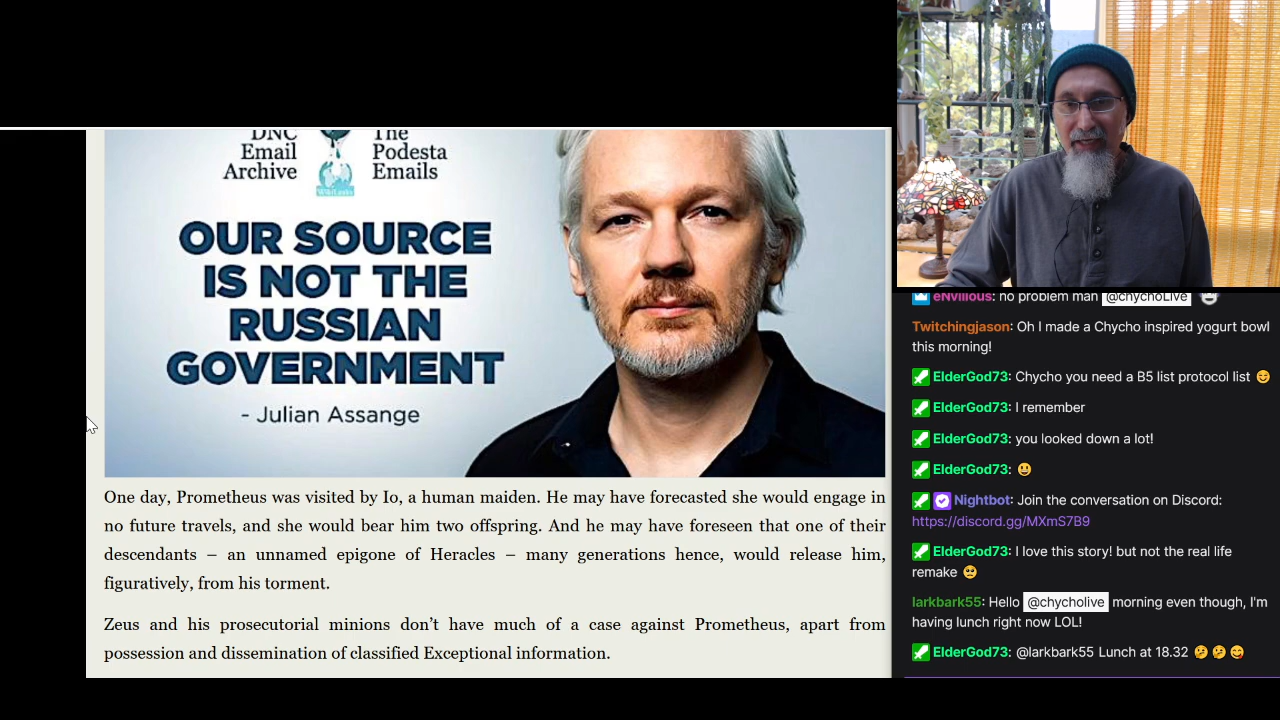 DNC The
Email Podesta
Archive Emails
WikiLeaks
OUR SOURCE
IS NOT THE
RUSSIAN
GOVERNMENT
- Julian Assange
One day, Prometheus was visited by Io, a human maiden. He may have forecasted she would engage in
no future travels, and she would bear him two offspring. And he may have foreseen that one of their
descendants – an unnamed epigone of Heracles – many generations hence, would release him,
figuratively, from his torment.
Zeus and his prosecutorial minions don’t have much of a case against Prometheus, apart from
possession and dissemination of classified Exceptional information.
eNvilious: no problem man @chychoLive
Twitchingjason: Oh I made a Chycho inspired yogurt bowl
this morning!
ElderGod73: Chycho you need a B5 list protocol list 😊
ElderGod73: I remember
ElderGod73: you looked down a lot!
ElderGod73: 😃
Nightbot: Join the conversation on Discord:
https://discord.gg/MXmS7B9
ElderGod73: I love this story! but not the real life
remake 🥺
larkbark55: Hello @chycholive morning even though, I'm
having lunch right now LOL!
ElderGod73: @larkbark55 Lunch at 18.32 🤔 🤔 😋